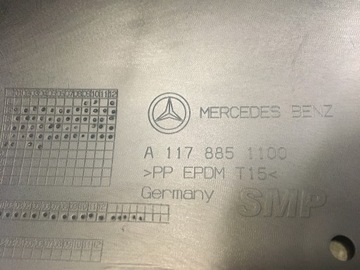 MERCEDES BENZ
A 117 885 1100
>PP EPDM T15<
Germany
SMP